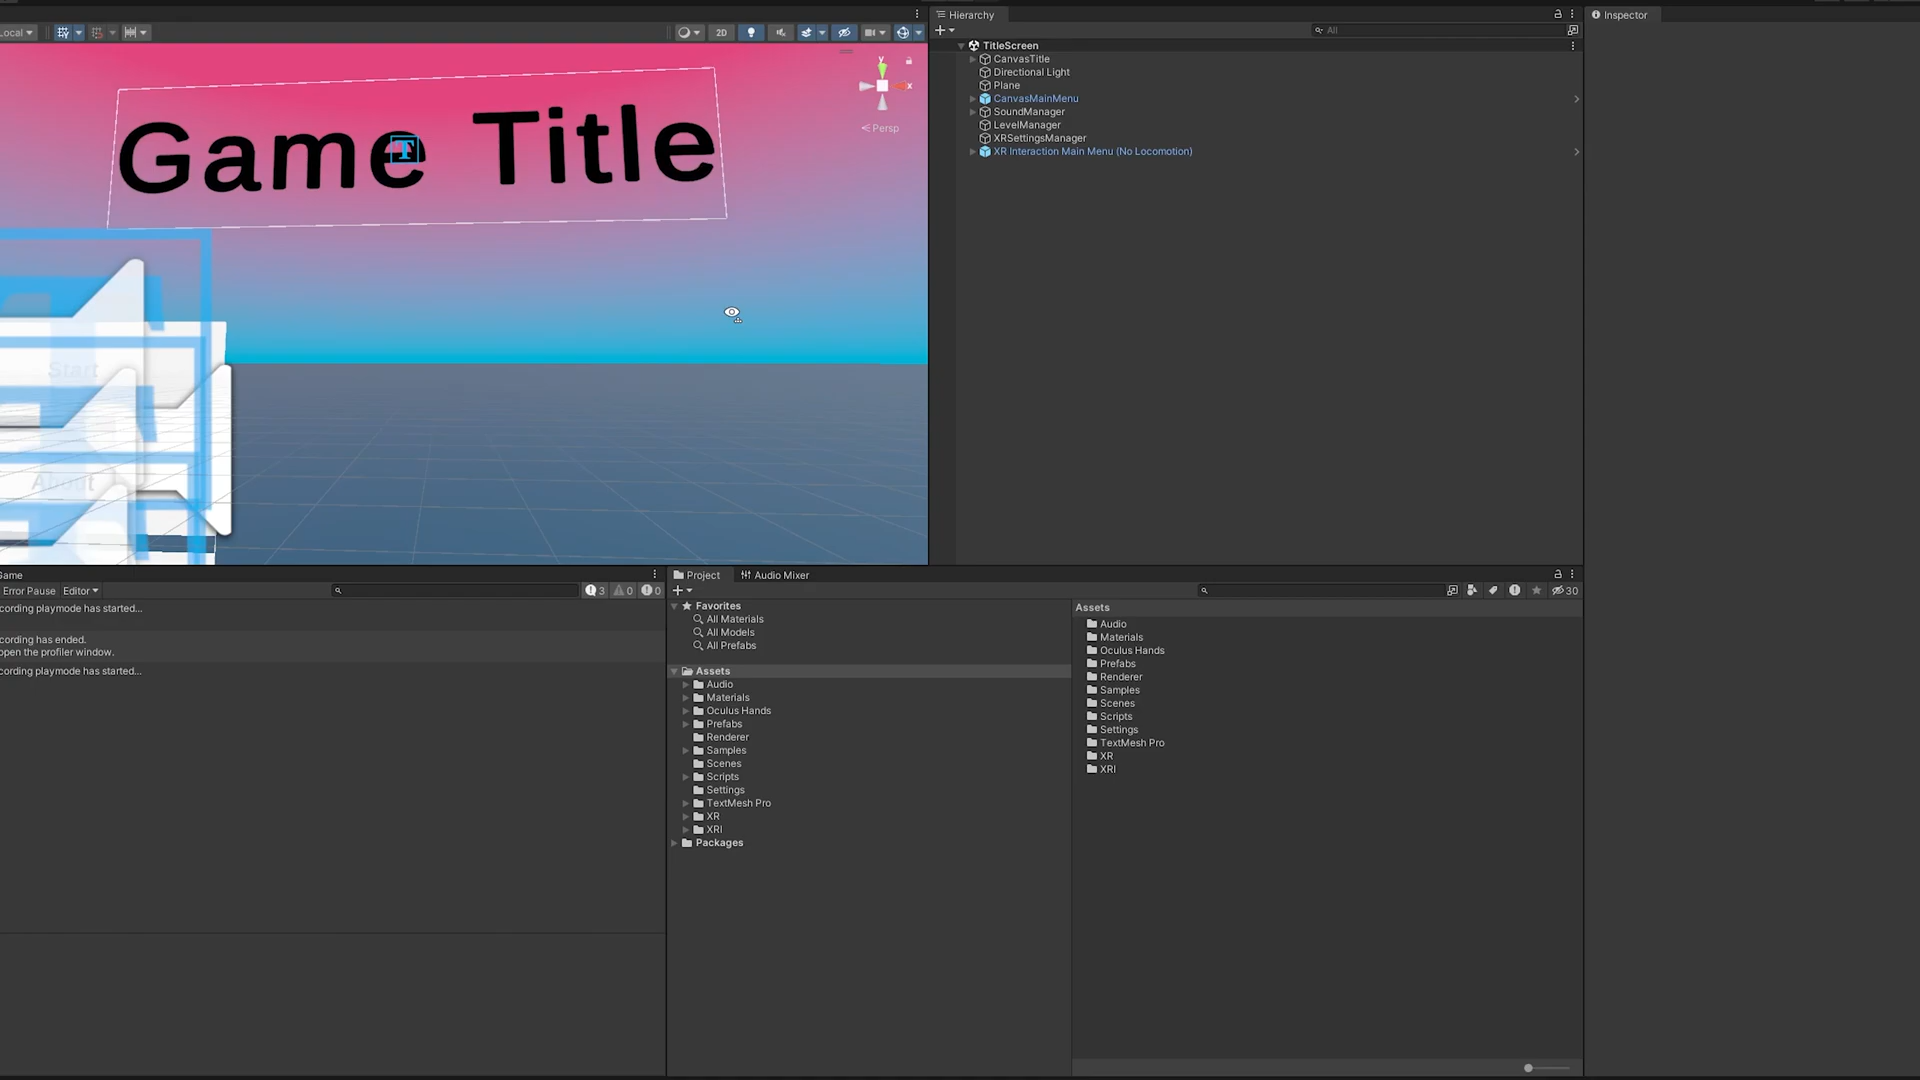 Hierarchy
Inspector
Local
2D
All
TitleScreen
CanvasTitle
Directional Light
Plane
CanvasMainMenu
SoundManager
LevelManager
XRSettingsManager
XR Interaction Main Menu (No Locomotion)
y
x
Persp
Game Title
T
Start
About
Game
Error Pause Editor
3 0 0
cording playmode has started...
cording has ended.
open the profiler window.
cording playmode has started...
Project Audio Mixer
30
Favorites
All Materials
All Models
All Prefabs
Assets
Audio
Materials
Oculus Hands
Prefabs
Renderer
Samples
Scenes
Scripts
Settings
TextMesh Pro
XR
XRI
Packages
Assets
Audio
Materials
Oculus Hands
Prefabs
Renderer
Samples
Scenes
Scripts
Settings
TextMesh Pro
XR
XRI